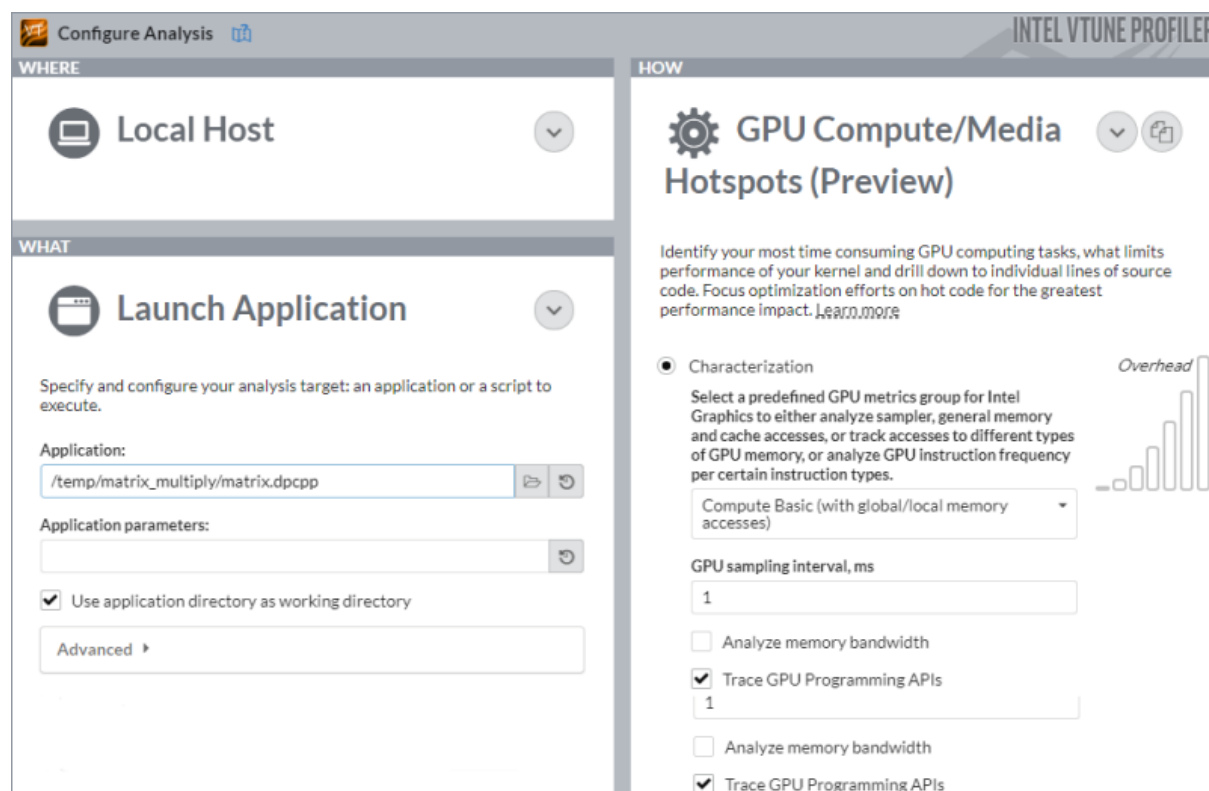 Configure Analysis
INTEL VTUNE PROFILER
WHERE
Local Host
WHAT
Launch Application
Specify and configure your analysis target: an application or a script to
execute.
Application:
/temp/matrix_multiply/matrix.dpcpp
Application parameters:
Use application directory as working directory
Advanced
HOW
GPU Compute/Media
Hotspots (Preview)
Identify your most time consuming GPU computing tasks, what limits
performance of your kernel and drill down to individual lines of source
code. Focus optimization efforts on hot code for the greatest
performance impact. Learn more
Characterization
Overhead
Select a predefined GPU metrics group for Intel
Graphics to either analyze sampler, general memory
and cache accesses, or track accesses to different types
of GPU memory, or analyze GPU instruction frequency
per certain instruction types.
Compute Basic (with global/local memory
accesses)
GPU sampling interval, ms
1
Analyze memory bandwidth
Trace GPU Programming APIs
1
Analyze memory bandwidth
Trace GPU Programming APIs